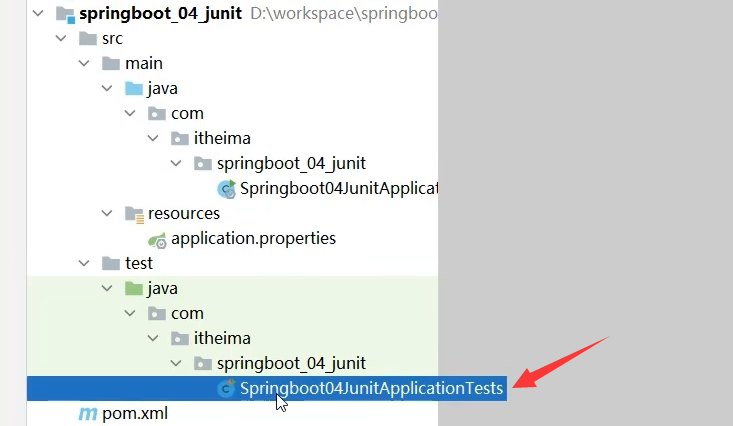 springboot_04_junit D:\workspace\springboo
src
main
java
com
itheima
springboot_04_junit
Springboot04JunitApplicat
resources
application.properties
test
java
com
itheima
springboot_04_junit
Springboot04JunitApplicationTests
pom.xml